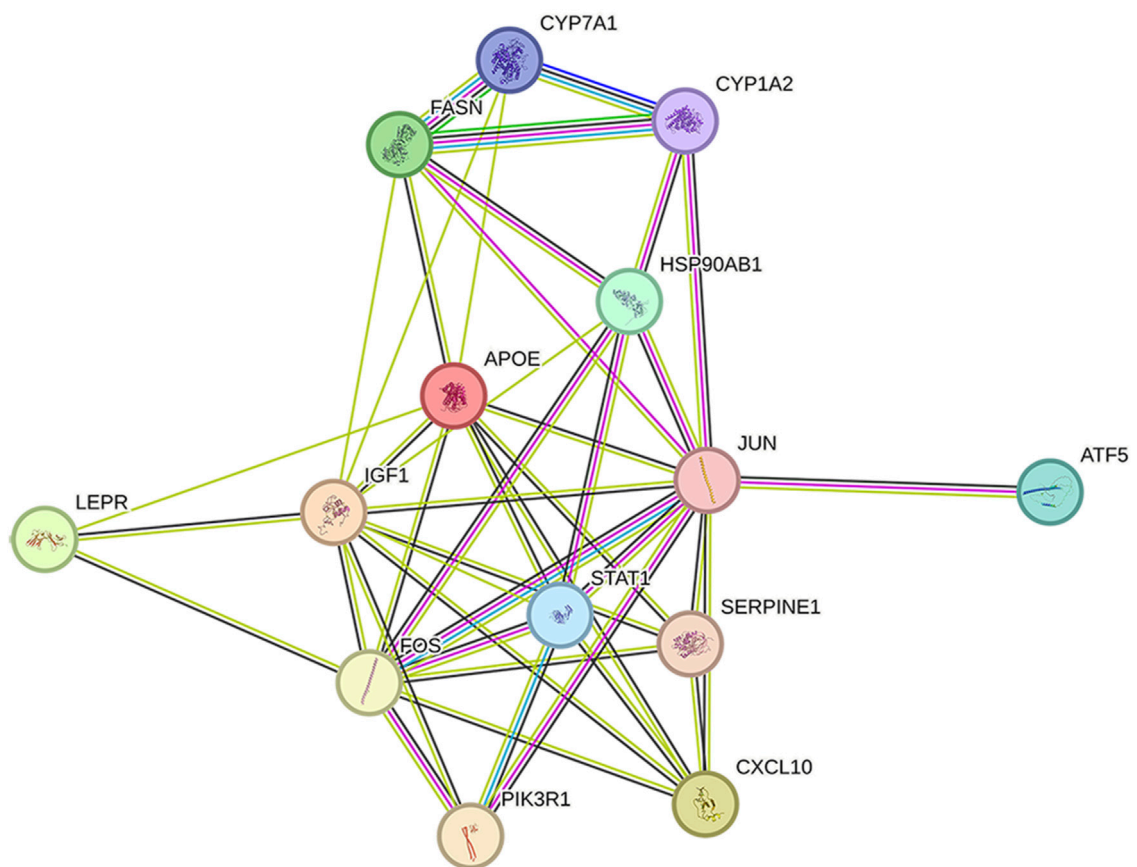 CYP7A1
CYP1A2
FASN
HSP90AB1
APOE
JUN
ATF5
IGF1
LEPR
STAT1
SERPINE1
FOS
CXCL10
PIK3R1